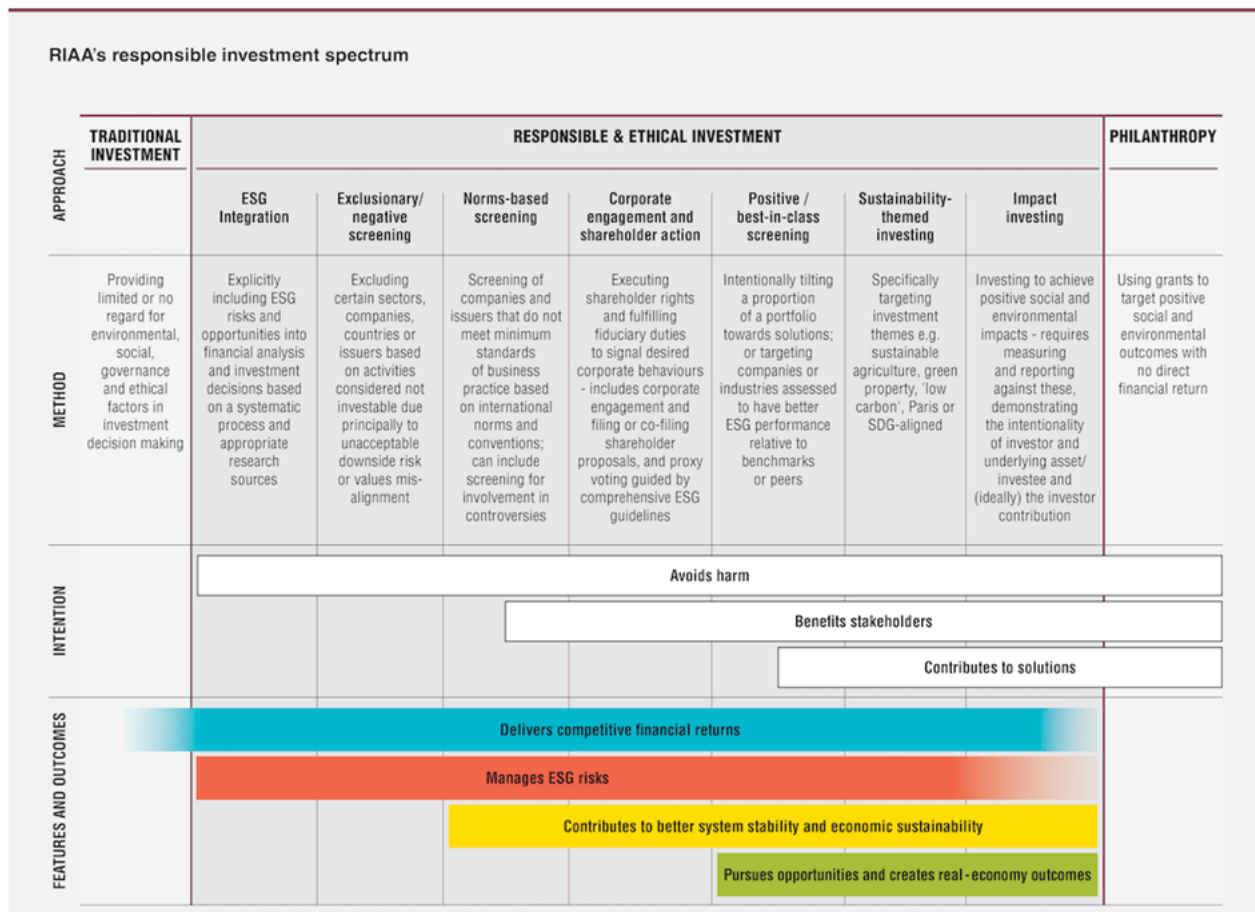 RIAA's responsible investment spectrum
APPROACH
TRADITIONAL
INVESTMENT
RESPONSIBLE & ETHICAL INVESTMENT
PHILANTHROPY
ESG
Integration
Exclusionary/
negative
screening
Norms-based
screening
Corporate
engagement and
shareholder action
Positive /
best-in-class
screening
Sustainability-
themed
investing
Impact
investing
METHOD
Providing
limited or no
regard for
environmental,
social,
governance
and ethical
factors in
investment
decision making
Explicitly
including ESG
risks and
opportunities into
financial analysis
and investment
decisions based
on a systematic
process and
appropriate
research
sources
Excluding
certain sectors,
companies,
countries or
issuers based
on activities
considered not
investable due
principally to
unacceptable
downside risk
or values mis-
alignment
Screening of
companies and
issuers that do not
meet minimum
standards
of business
practice based
on international
norms and
conventions;
can include
screening for
involvement in
controversies
Executing
shareholder rights
and fulfilling
fiduciary duties
to signal desired
corporate behaviours
- includes corporate
engagement and
filing or co-filing
shareholder
proposals, and proxy
voting guided by
comprehensive ESG
guidelines
Intentionally tilting
a proportion
of a portfolio
towards solutions;
or targeting
companies or
industries assessed
to have better
ESG performance
relative to
benchmarks
or peers
Specifically
targeting
investment
themes e.g.
sustainable
agriculture, green
property, 'low
carbon', Paris or
SDG-aligned
Investing to achieve
positive social and
environmental
impacts - requires
measuring
and reporting
against these,
demonstrating
the intentionality
of investor and
underlying asset/
investee and
(ideally) the investor
contribution
Using grants to
target positive
social and
environmental
outcomes with
no direct
financial return
INTENTION
Avoids harm
Benefits stakeholders
Contributes to solutions
FEATURES AND OUTCOMES
Delivers competitive financial returns
Manages ESG risks
Contributes to better system stability and economic sustainability
Pursues opportunities and creates real-economy outcomes